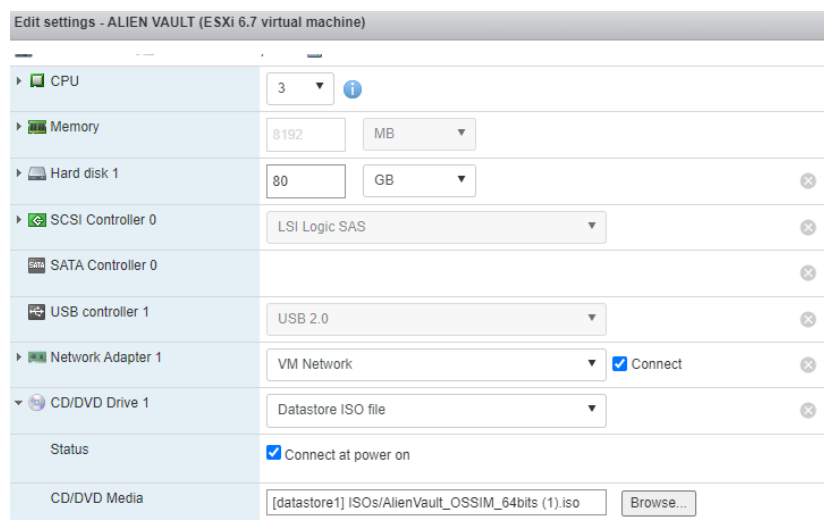 Edit settings - ALIEN VAULT (ESXi 6.7 virtual machine)
CPU 3
Memory 8192 MB
Hard disk 1 80 GB
SCSI Controller 0 LSI Logic SAS
SATA SATA Controller 0
USB controller 1 USB 2.0
Network Adapter 1 VM Network Connect
CD/DVD Drive 1 Datastore ISO file
Status Connect at power on
CD/DVD Media [datastore1] ISOs/AlienVault_OSSIM_64bits (1).iso Browse...